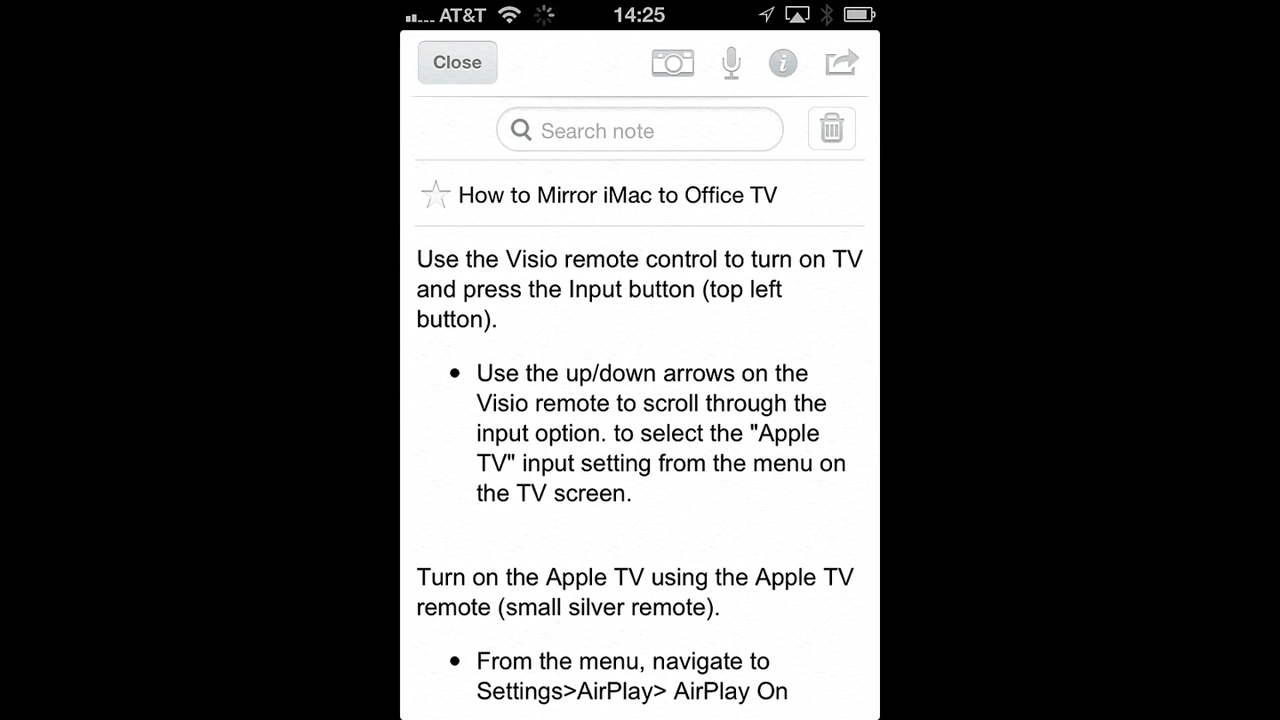 AT&T 14:25
Close
Search note
How to Mirror iMac to Office TV
Use the Visio remote control to turn on TV
and press the Input button (top left
button).
• Use the up/down arrows on the
Visio remote to scroll through the
input option. to select the "Apple
TV" input setting from the menu on
the TV screen.
Turn on the Apple TV using the Apple TV
remote (small silver remote).
• From the menu, navigate to
Settings>AirPlay> AirPlay On